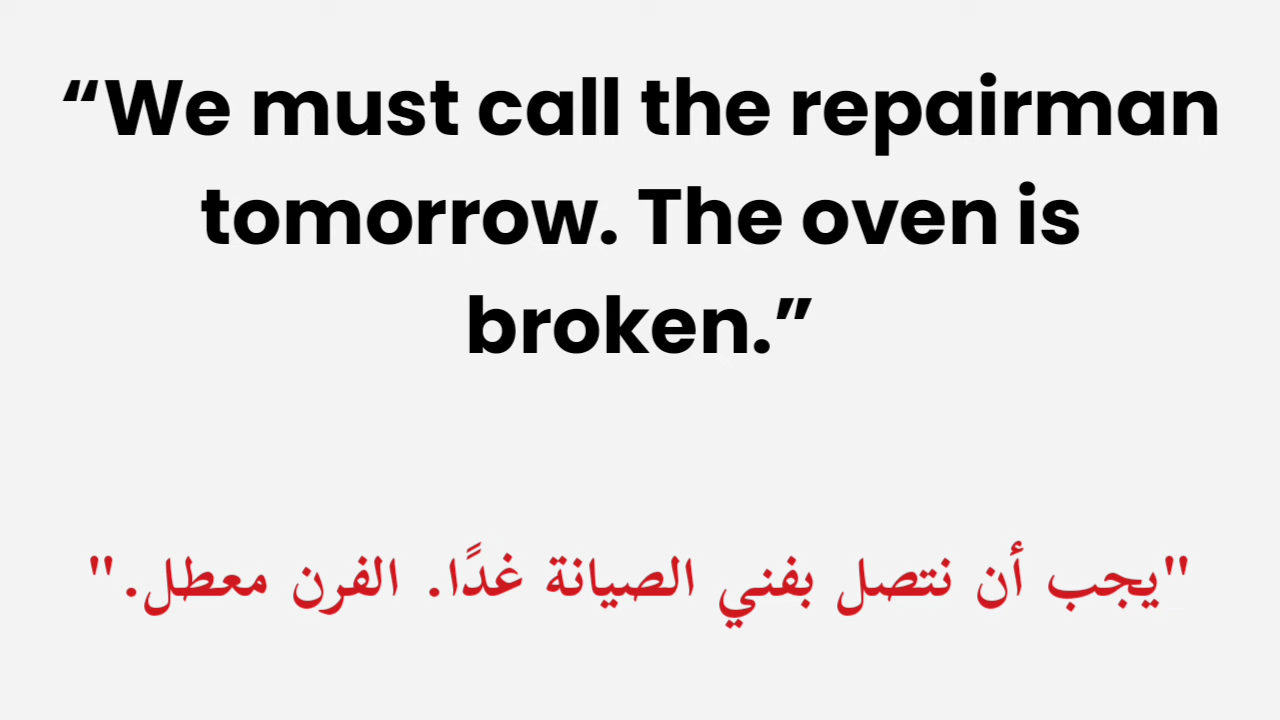 “We must call the repairman
tomorrow. The oven is
broken.”
"يجب أن نتصل بفني الصيانة غدًا. الفرن معطل."